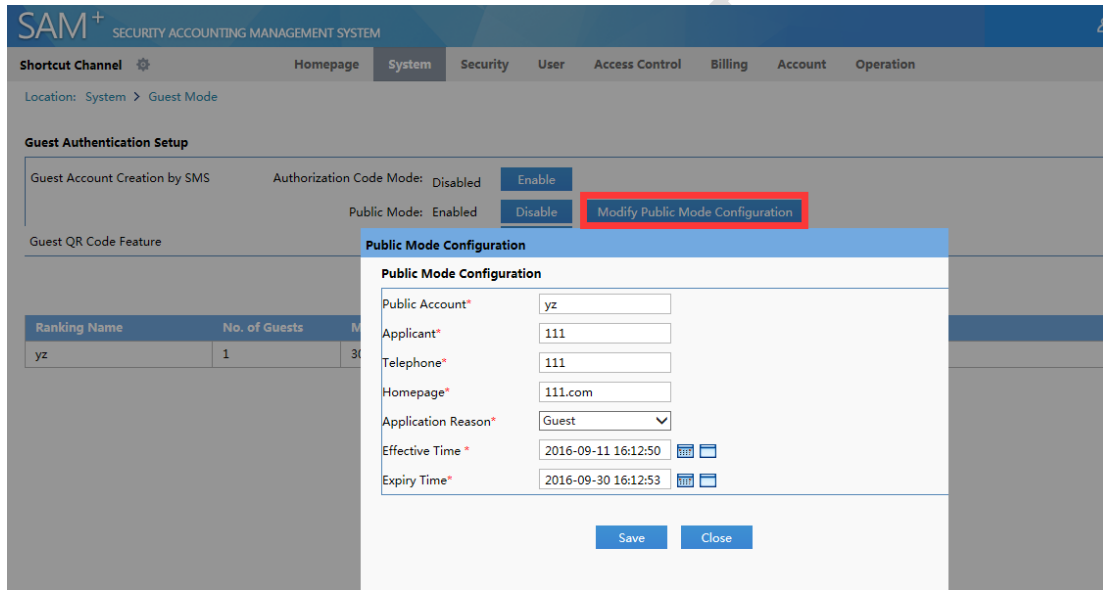 SAM+ SECURITY ACCOUNTING MANAGEMENT SYSTEM
Shortcut Channel Homepage System Security User Access Control Billing Account Operation
Location: System > Guest Mode
Guest Authentication Setup
Guest Account Creation by SMS Authorization Code Mode: Disabled Enable
Public Mode: Enabled Disable Modify Public Mode Configuration
Guest QR Code Feature
Public Mode Configuration
Public Mode Configuration
Public Account* yz
Applicant* 111
Telephone* 111
Homepage* 111.com
Application Reason* Guest
Effective Time * 2016-09-11 16:12:50
Expiry Time* 2016-09-30 16:12:53
Save Close
Ranking Name No. of Guests
yz 1